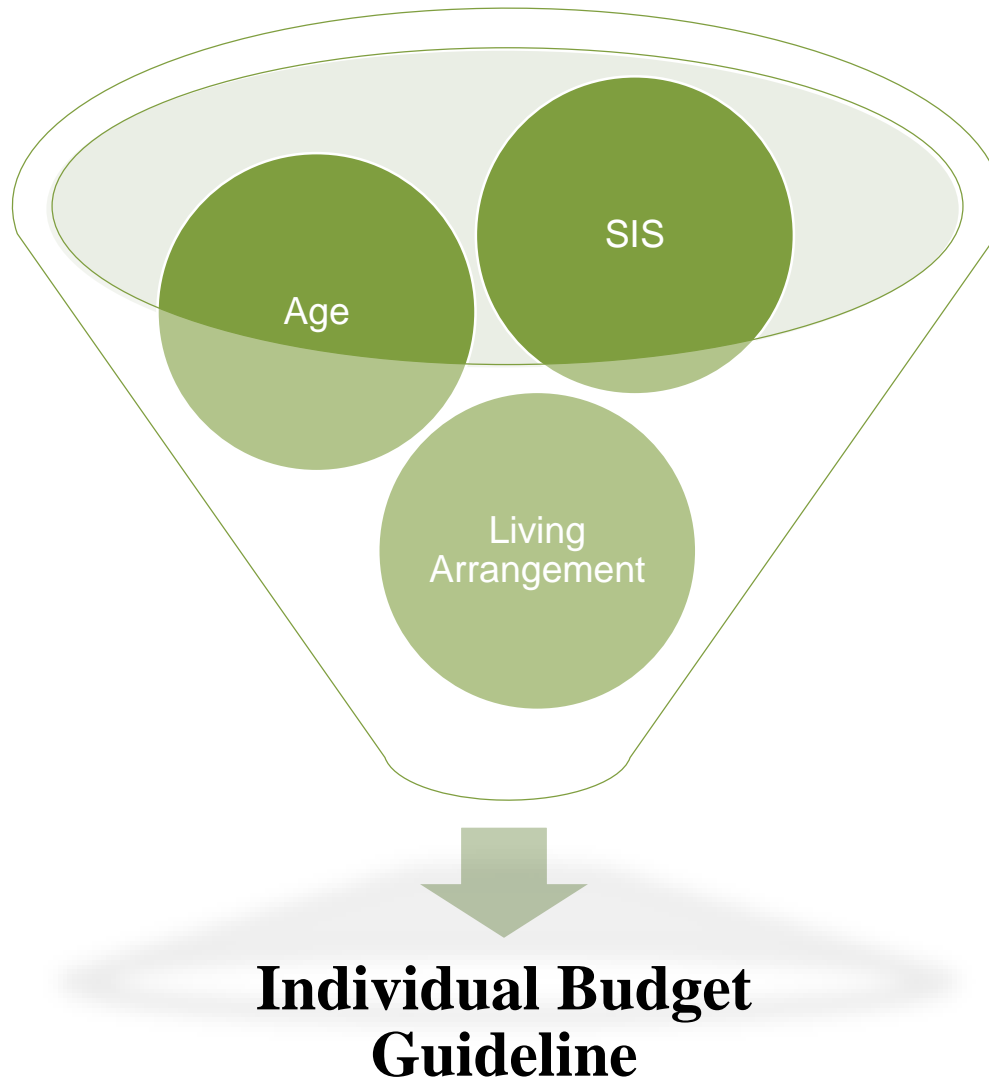 SIS
Age
Living
Arrangement
Individual Budget
Guideline